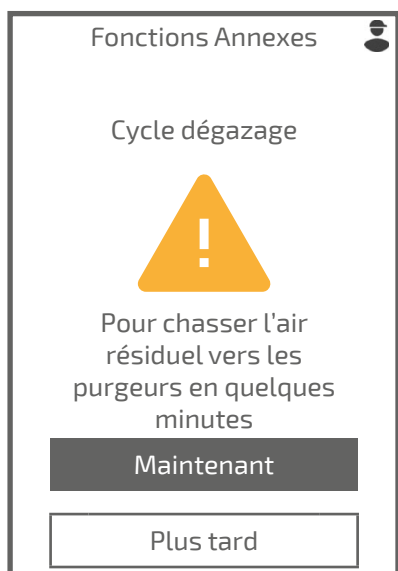 Fonctions Annexes
Cycle dégazage
!
Pour chasser l’air
résiduel vers les
purgeurs en quelques
minutes
Maintenant
Plus tard